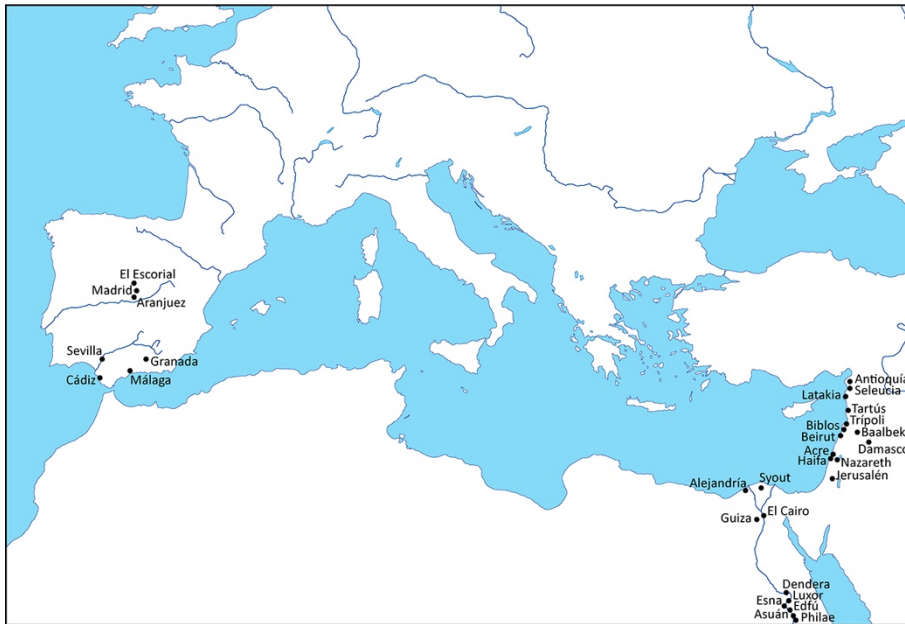 El Escorial
Madrid
Aranjuez
Sevilla
Granada
Cádiz
Málaga
Antioquía
Seleucia
Latakia
Tartús
Trípoli
Biblos
Baalbek
Beirut
Damasco
Acre
Haifa
Nazareth
Jerusalén
Alejandría
Syout
El Cairo
Guiza
Dendera
Luxor
Esna
Edfú
Asuán
Philae